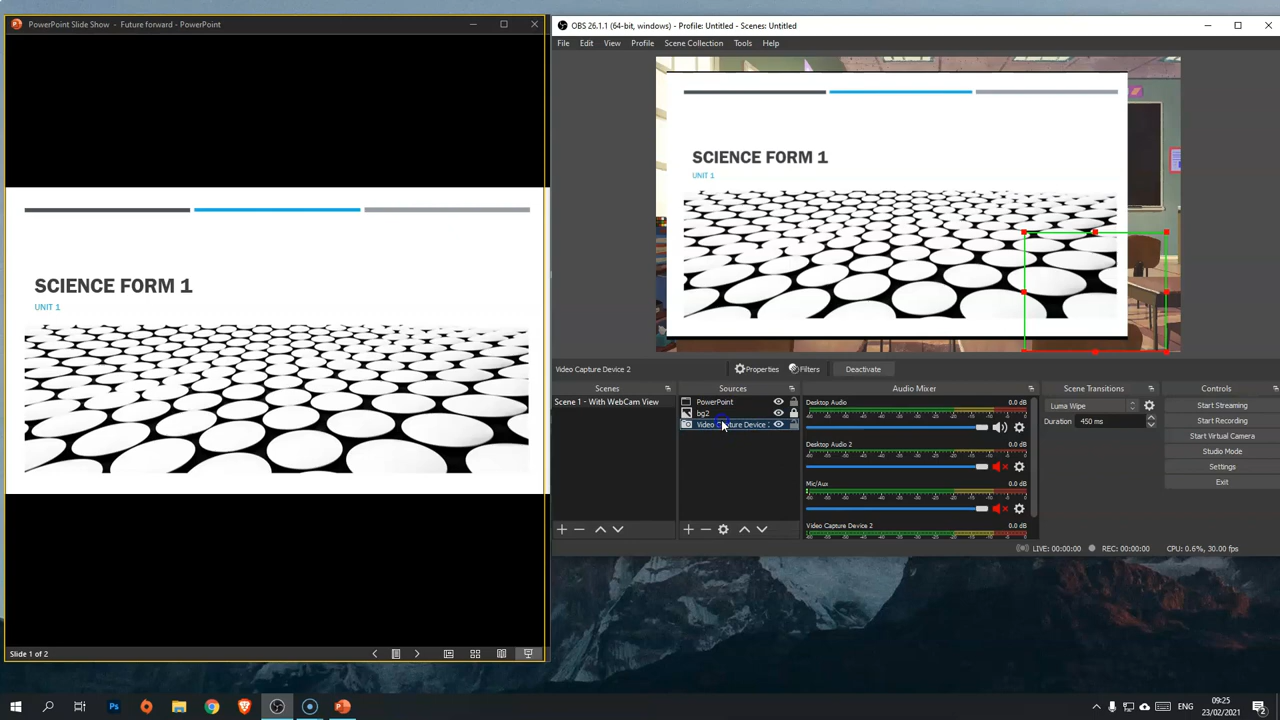 PowerPoint Slide Show - Future forward - PowerPoint
SCIENCE FORM 1
UNIT 1
Slide 1 of 2
OBS 26.1.1 (64-bit, windows) - Profile: Untitled - Scenes: Untitled
File Edit View Profile Scene Collection Tools Help
SCIENCE FORM 1
UNIT 1
Video Capture Device 2 Properties Filters Deactivate
Scenes
Scene 1 - With WebCam View
Sources
PowerPoint
bg2
Video Capture Device
Audio Mixer
Desktop Audio 0.0 dB
Desktop Audio 2 0.0 dB
Mic/Aux 0.0 dB
Video Capture Device 2 0.0 dB
Scene Transitions
Luma Wipe
Duration 450 ms
Controls
Start Streaming
Start Recording
Start Virtual Camera
Studio Mode
Settings
Exit
LIVE: 00:00:00 REC: 00:00:00 CPU: 0.6%, 30.00 fps
Ps
ENG
09:25
23/02/2021
2